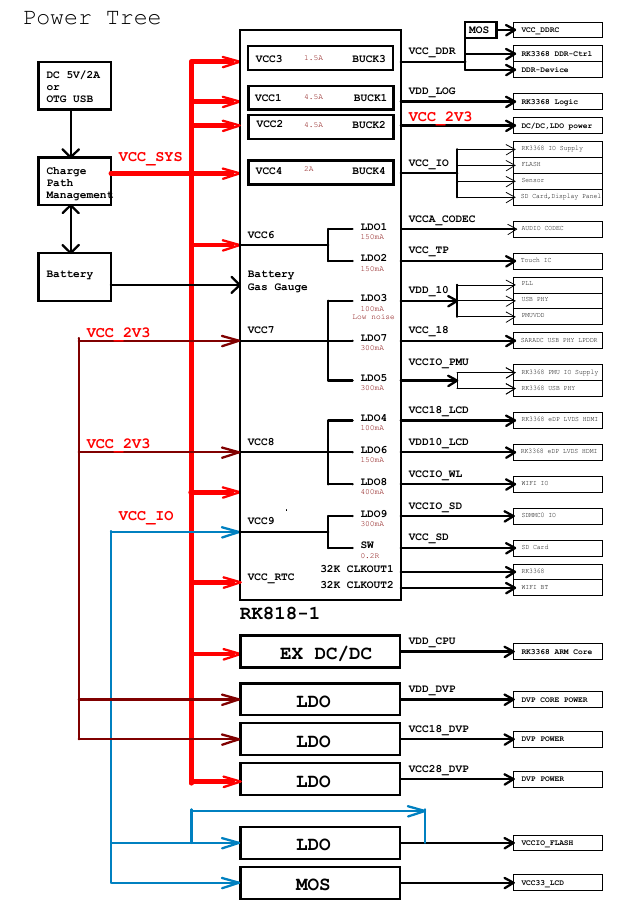 Power Tree
DC 5V/2A
or
OTG USB
VCC_SYS
Charge
Path
Management
Battery
VCC_2V3
VCC_2V3
VCC_IO
VCC3 1.5A BUCK3
VCC1 4.5A BUCK1
VCC2 4.5A BUCK2
VCC4 2A BUCK4
VCC6
LDO1
150mA
LDO2
150mA
Battery
Gas Gauge
LDO3
100mA
Low noise
VCC7
LDO7
300mA
LDO5
300mA
LDO4
100mA
VCC8
LDO6
150mA
LDO8
400mA
VCC9
LDO9
300mA
SW
0.2R
32K CLKOUT1
VCC_RTC
32K CLKOUT2
RK818-1
EX DC/DC
LDO
LDO
LDO
LDO
MOS
VCC_DDR
MOS
VCC_DDRC
RK3368 DDR-Ctrl
DDR-Device
VDD_LOG
RK3368 Logic
VCC_2V3
DC/DC,LDO power
VCC_IO
RK3368 IO Supply
FLASH
Sensor
SD Card,Display Panel
VCCA_CODEC
AUDIO CODEC
VCC_TP
Touch IC
VDD_10
PLL
USB PHY
PMUVDD
VCC_18
SARADC USB PHY LPDDR
VCCIO_PMU
RK3368 PMU IO Supply
RK3368 USB PHY
VCC18_LCD
RK3368 eDP LVDS HDMI
VDD10_LCD
RK3368 eDP LVDS HDMI
VCCIO_WL
WIFI IO
VCCIO_SD
SDMMC0 IO
VCC_SD
SD Card
RK3368
WIFI BT
VDD_CPU
RK3368 ARM Core
VDD_DVP
DVP CORE POWER
VCC18_DVP
DVP POWER
VCC28_DVP
DVP POWER
VCCIO_FLASH
VCC33_LCD